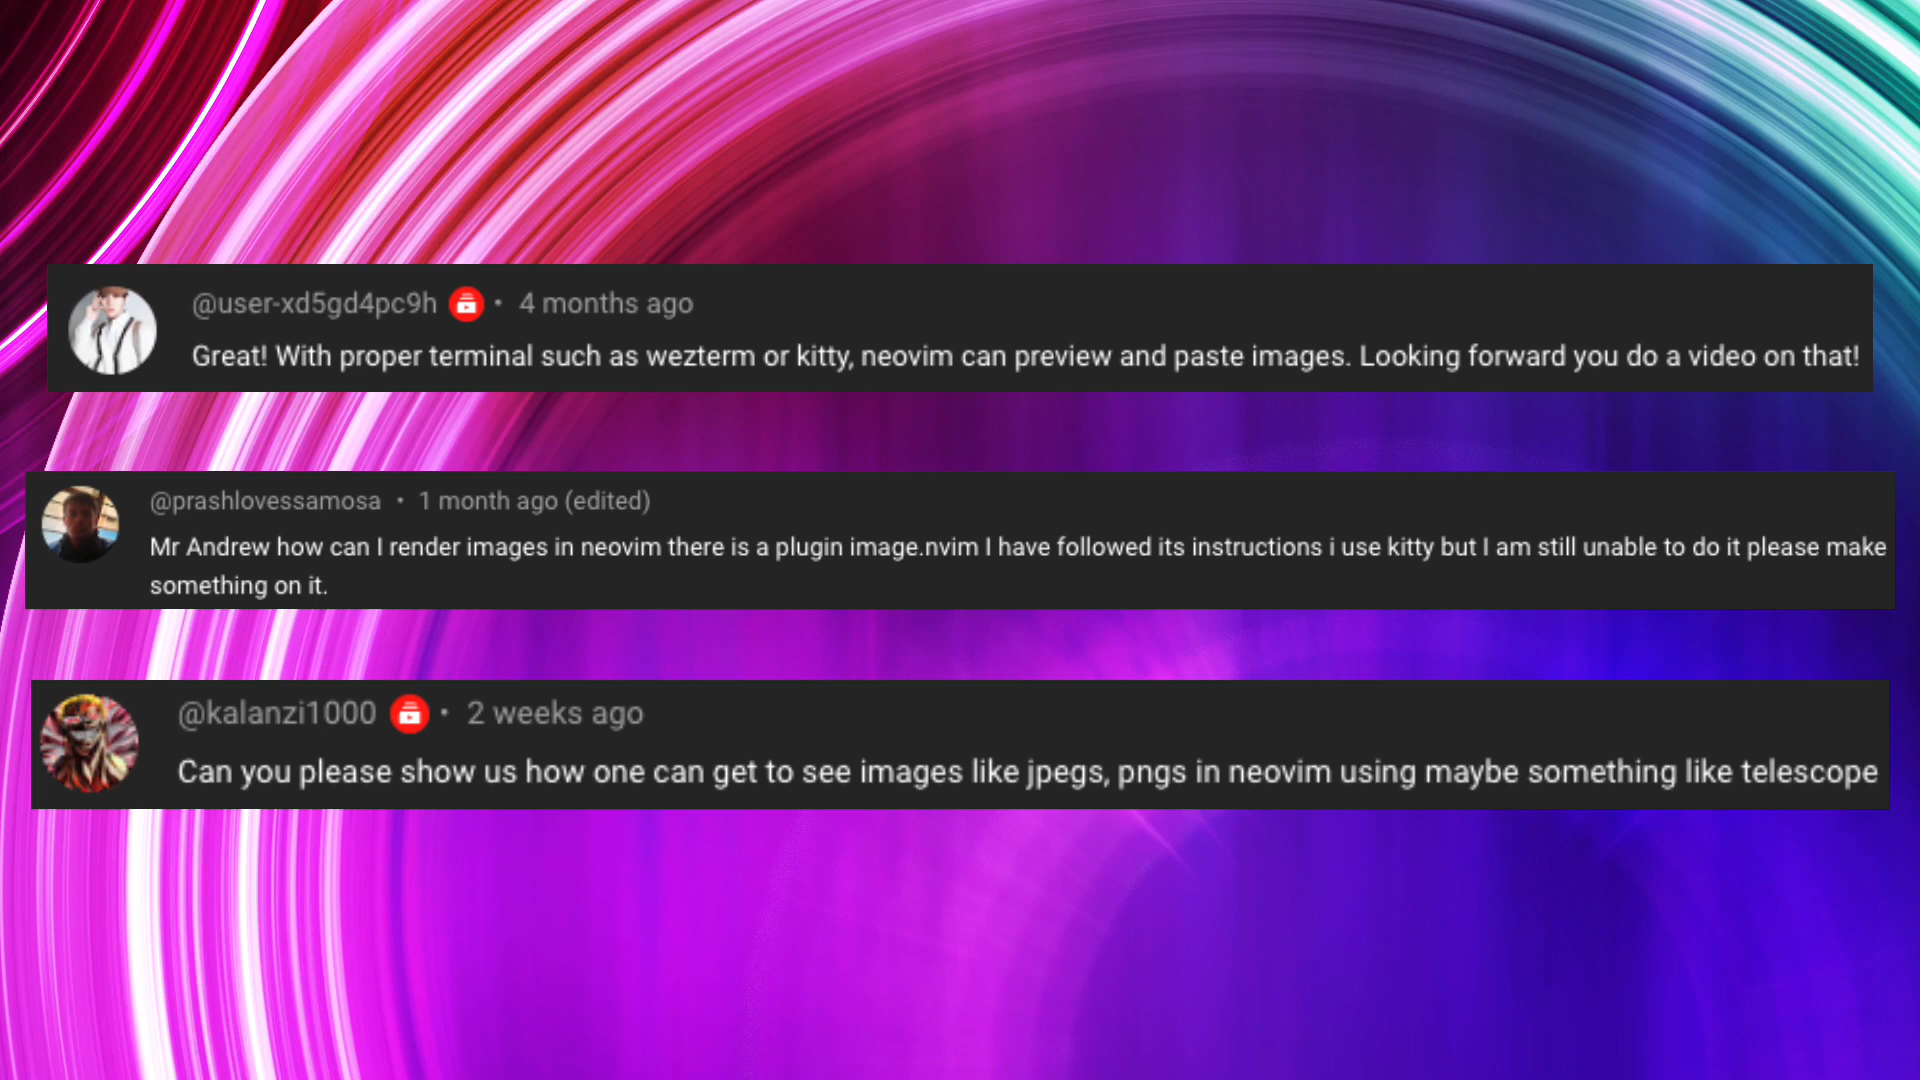 @user-xd5gd4pc9h • 4 months ago
Great! With proper terminal such as wezterm or kitty, neovim can preview and paste images. Looking forward you do a video on that!
@prashlovessamosa • 1 month ago (edited)
Mr Andrew how can I render images in neovim there is a plugin image.nvim I have followed its instructions i use kitty but I am still unable to do it please make
something on it.
@kalanzi1000 • 2 weeks ago
Can you please show us how one can get to see images like jpegs, pngs in neovim using maybe something like telescope